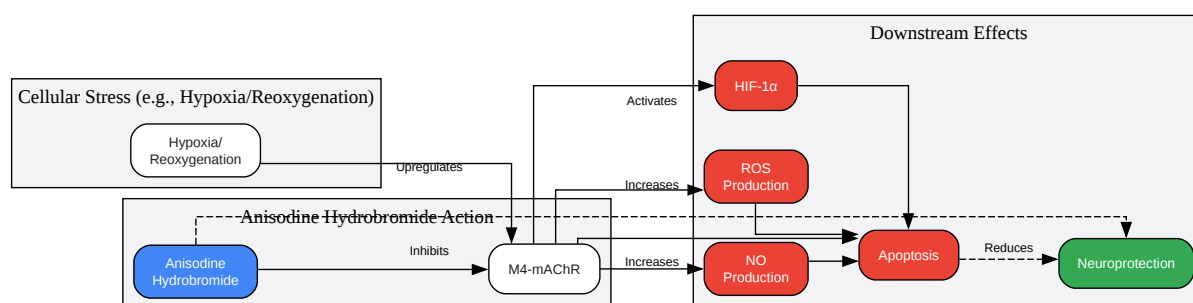 Downstream Effects
Cellular Stress (e.g., Hypoxia/Reoxygenation)
HIF-1α
Activates
Hypoxia/
Reoxygenation
Upregulates
ROS
Production
Increases
Anisodine Hydrobromide Action
Anisodine
Hydrobromide
Inhibits
M4-mAChR
Increases
NO
Production
Apoptosis
Reduces
Neuroprotection